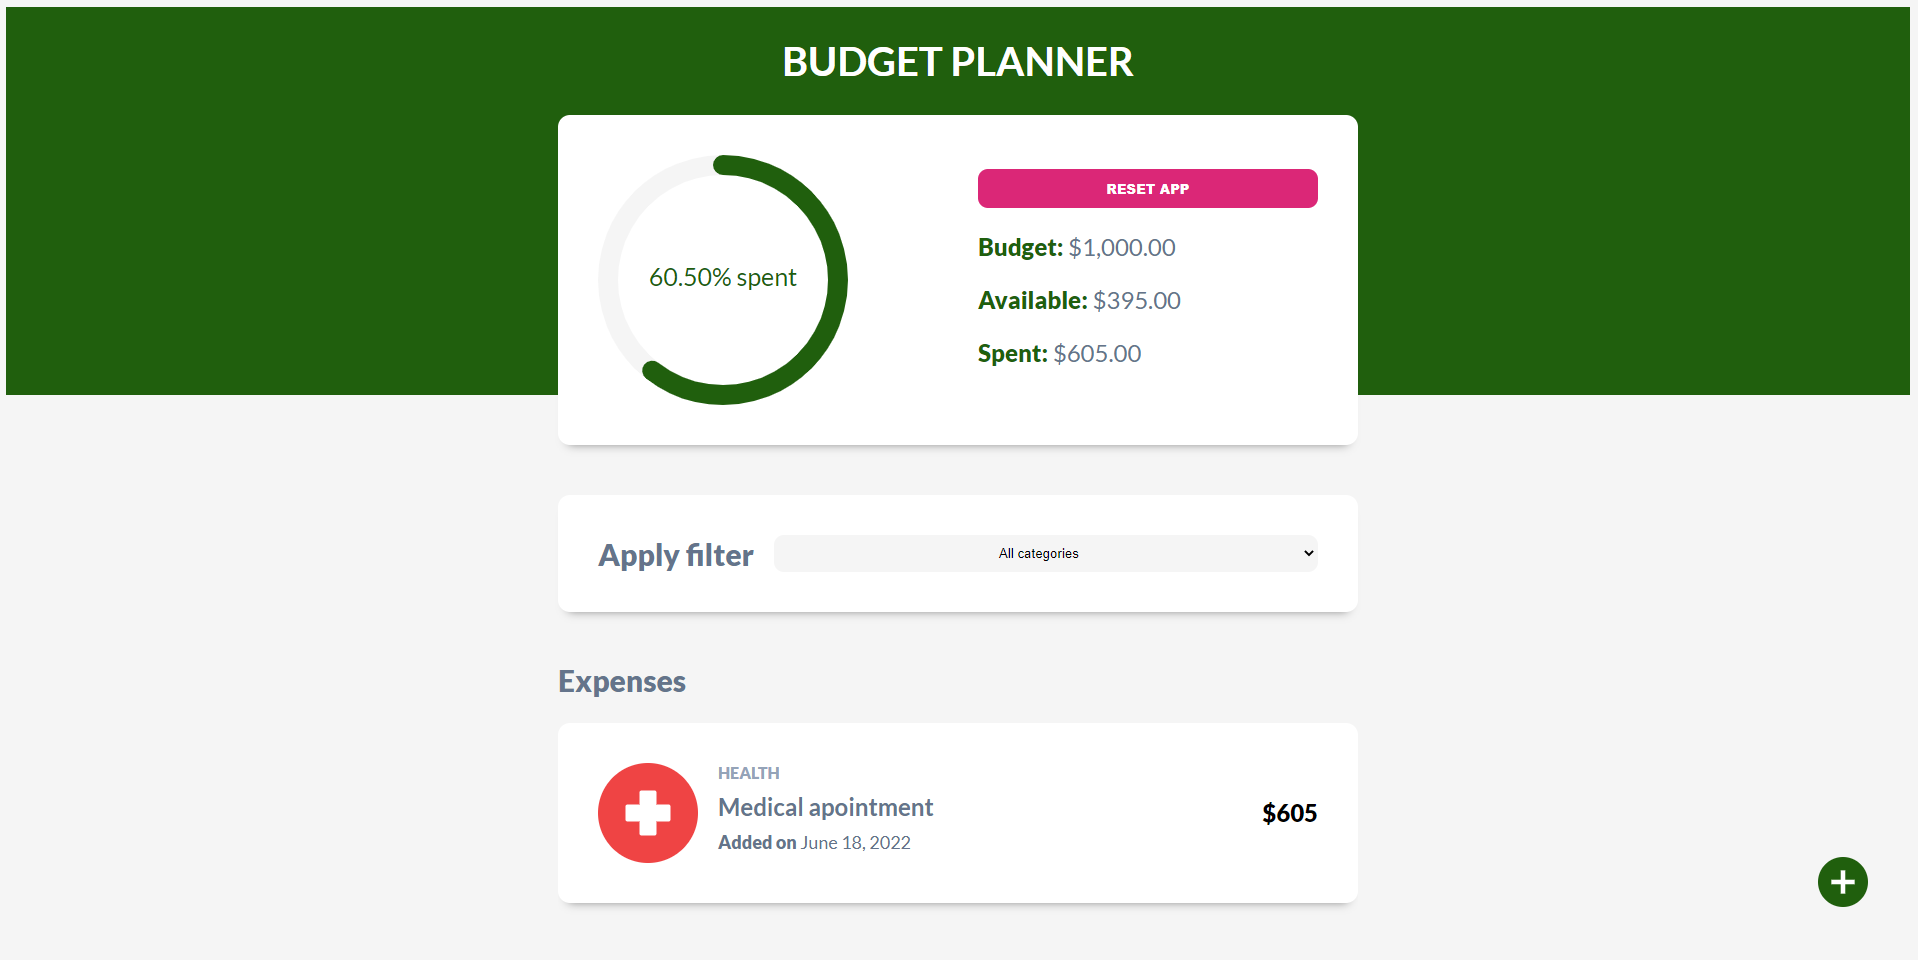 BUDGET PLANNER
60.50% spent
RESET APP
Budget: $1,000.00
Available: $395.00
Spent: $605.00
Apply filter
All categories
Expenses
HEALTH
Medical apointment
Added on June 18, 2022
$605